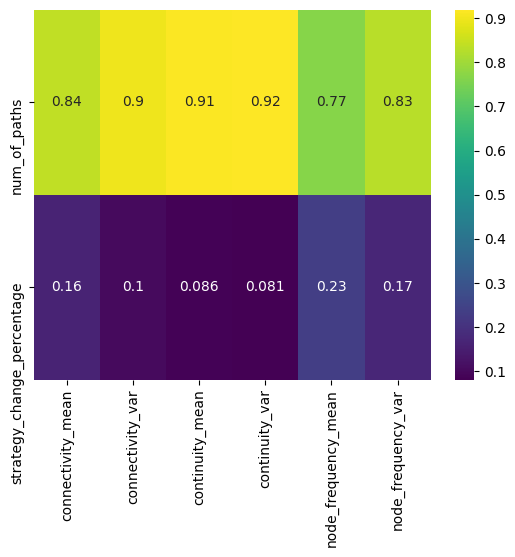 num_of_paths
0.84 0.9 0.91 0.92 0.77 0.83
strategy_change_percentage
0.16 0.1 0.086 0.081 0.23 0.17
connectivity_mean
connectivity_var
continuity_mean
continuity_var
node_frequency_mean
node_frequency_var
0.9
0.8
0.7
0.6
0.5
0.4
0.3
0.2
0.1